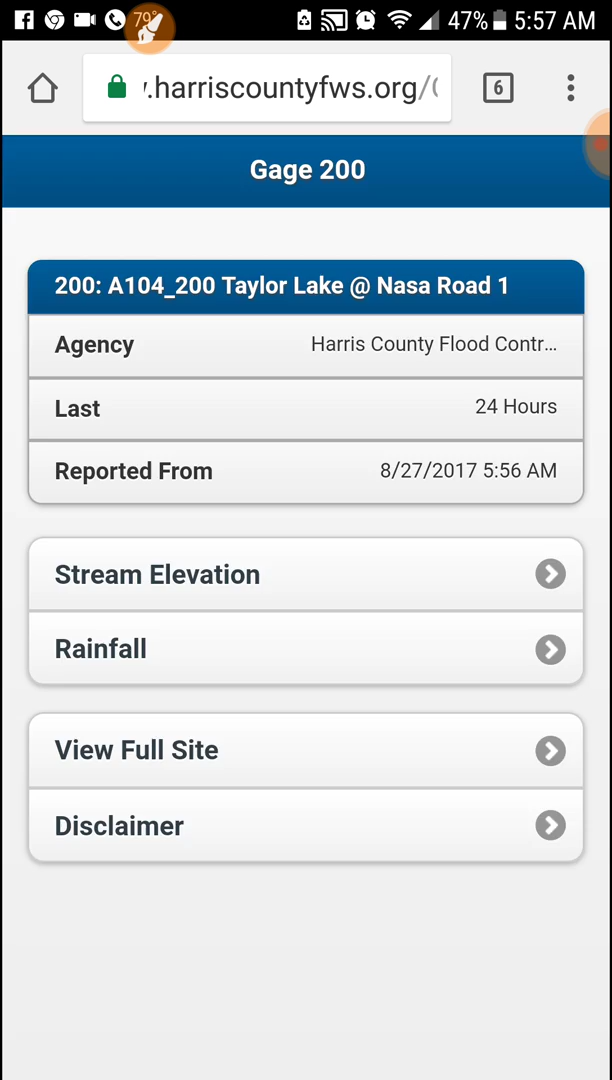 79° 47% 5:57 AM
.harriscountyfws.org/ 6
Gage 200
200: A104_200 Taylor Lake @ Nasa Road 1
Agency Harris County Flood Contr...
Last 24 Hours
Reported From 8/27/2017 5:56 AM
Stream Elevation
Rainfall
View Full Site
Disclaimer